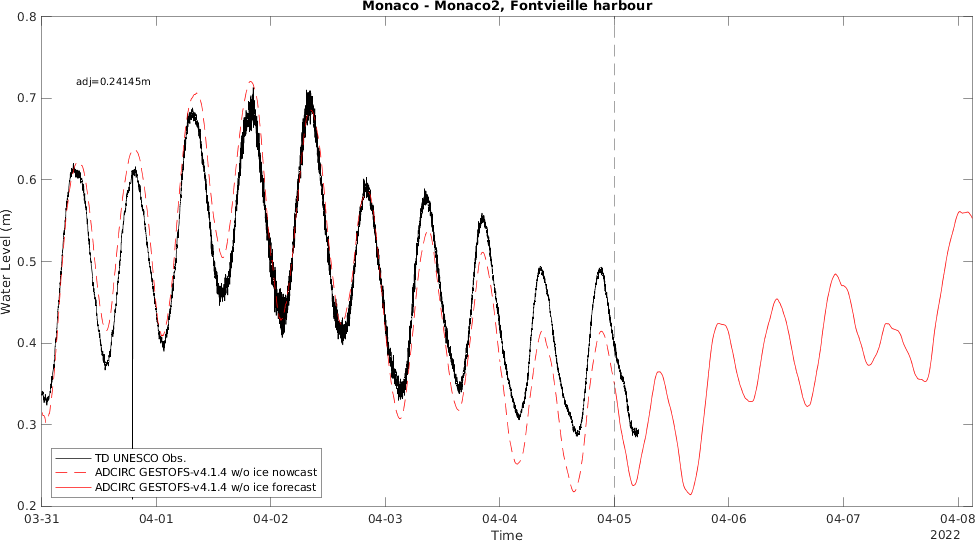 Monaco - Monaco2, Fontvieille harbour
0.8
adj=0.24145m
0.7
0.6
0.5
0.4
0.3
0.2
Water Level (m)
TD UNESCO Obs.
ADCIRC GESTOFS-v4.1.4 w/o ice nowcast
ADCIRC GESTOFS-v4.1.4 w/o ice forecast
03-31 04-01 04-02 04-03 04-04 04-05 04-06 04-07 04-08
Time 2022